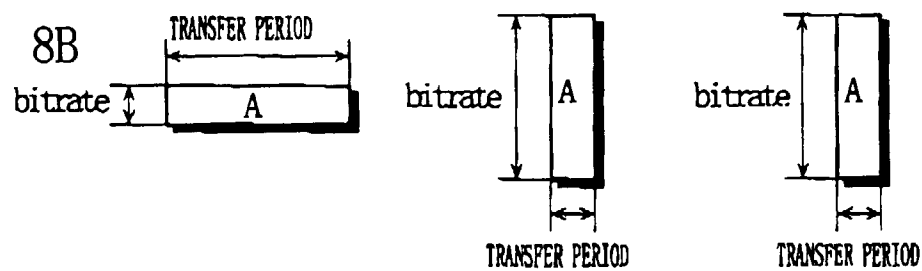 8B
TRANSFER PERIOD
bitrate
A
bitrate
A
TRANSFER PERIOD
bitrate
A
TRANSFER PERIOD